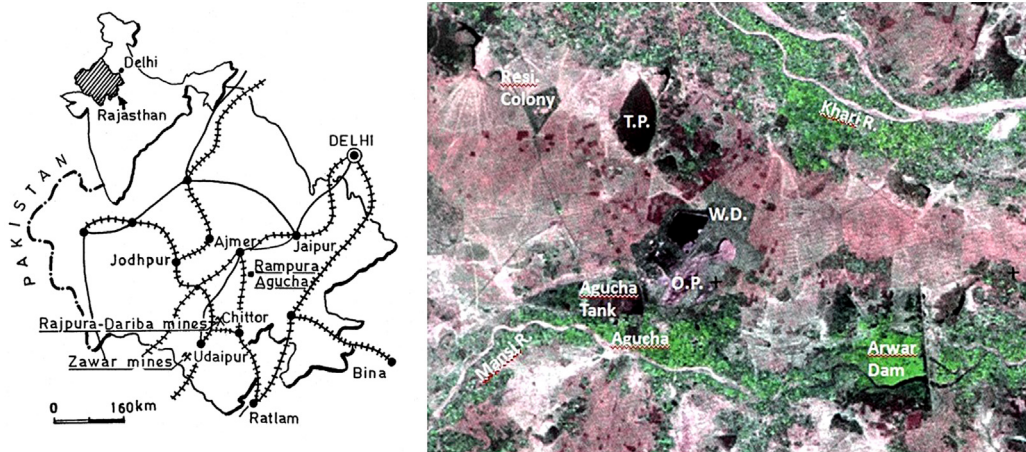 Delhi
Rajasthan
PAKISTAN
DELHI
Ajmer
Jaipur
Jodhpur
Rampura
Agucha
Rajpura-Dariba mines
Chittor
Zawar mines
Udaipur
Bina
0 160km
Ratlam
Resi.
Colony
T.P.
Khari R.
W.D.
O.P.
Agucha
Tank
Mansi R.
Agucha
Arwar
Dam